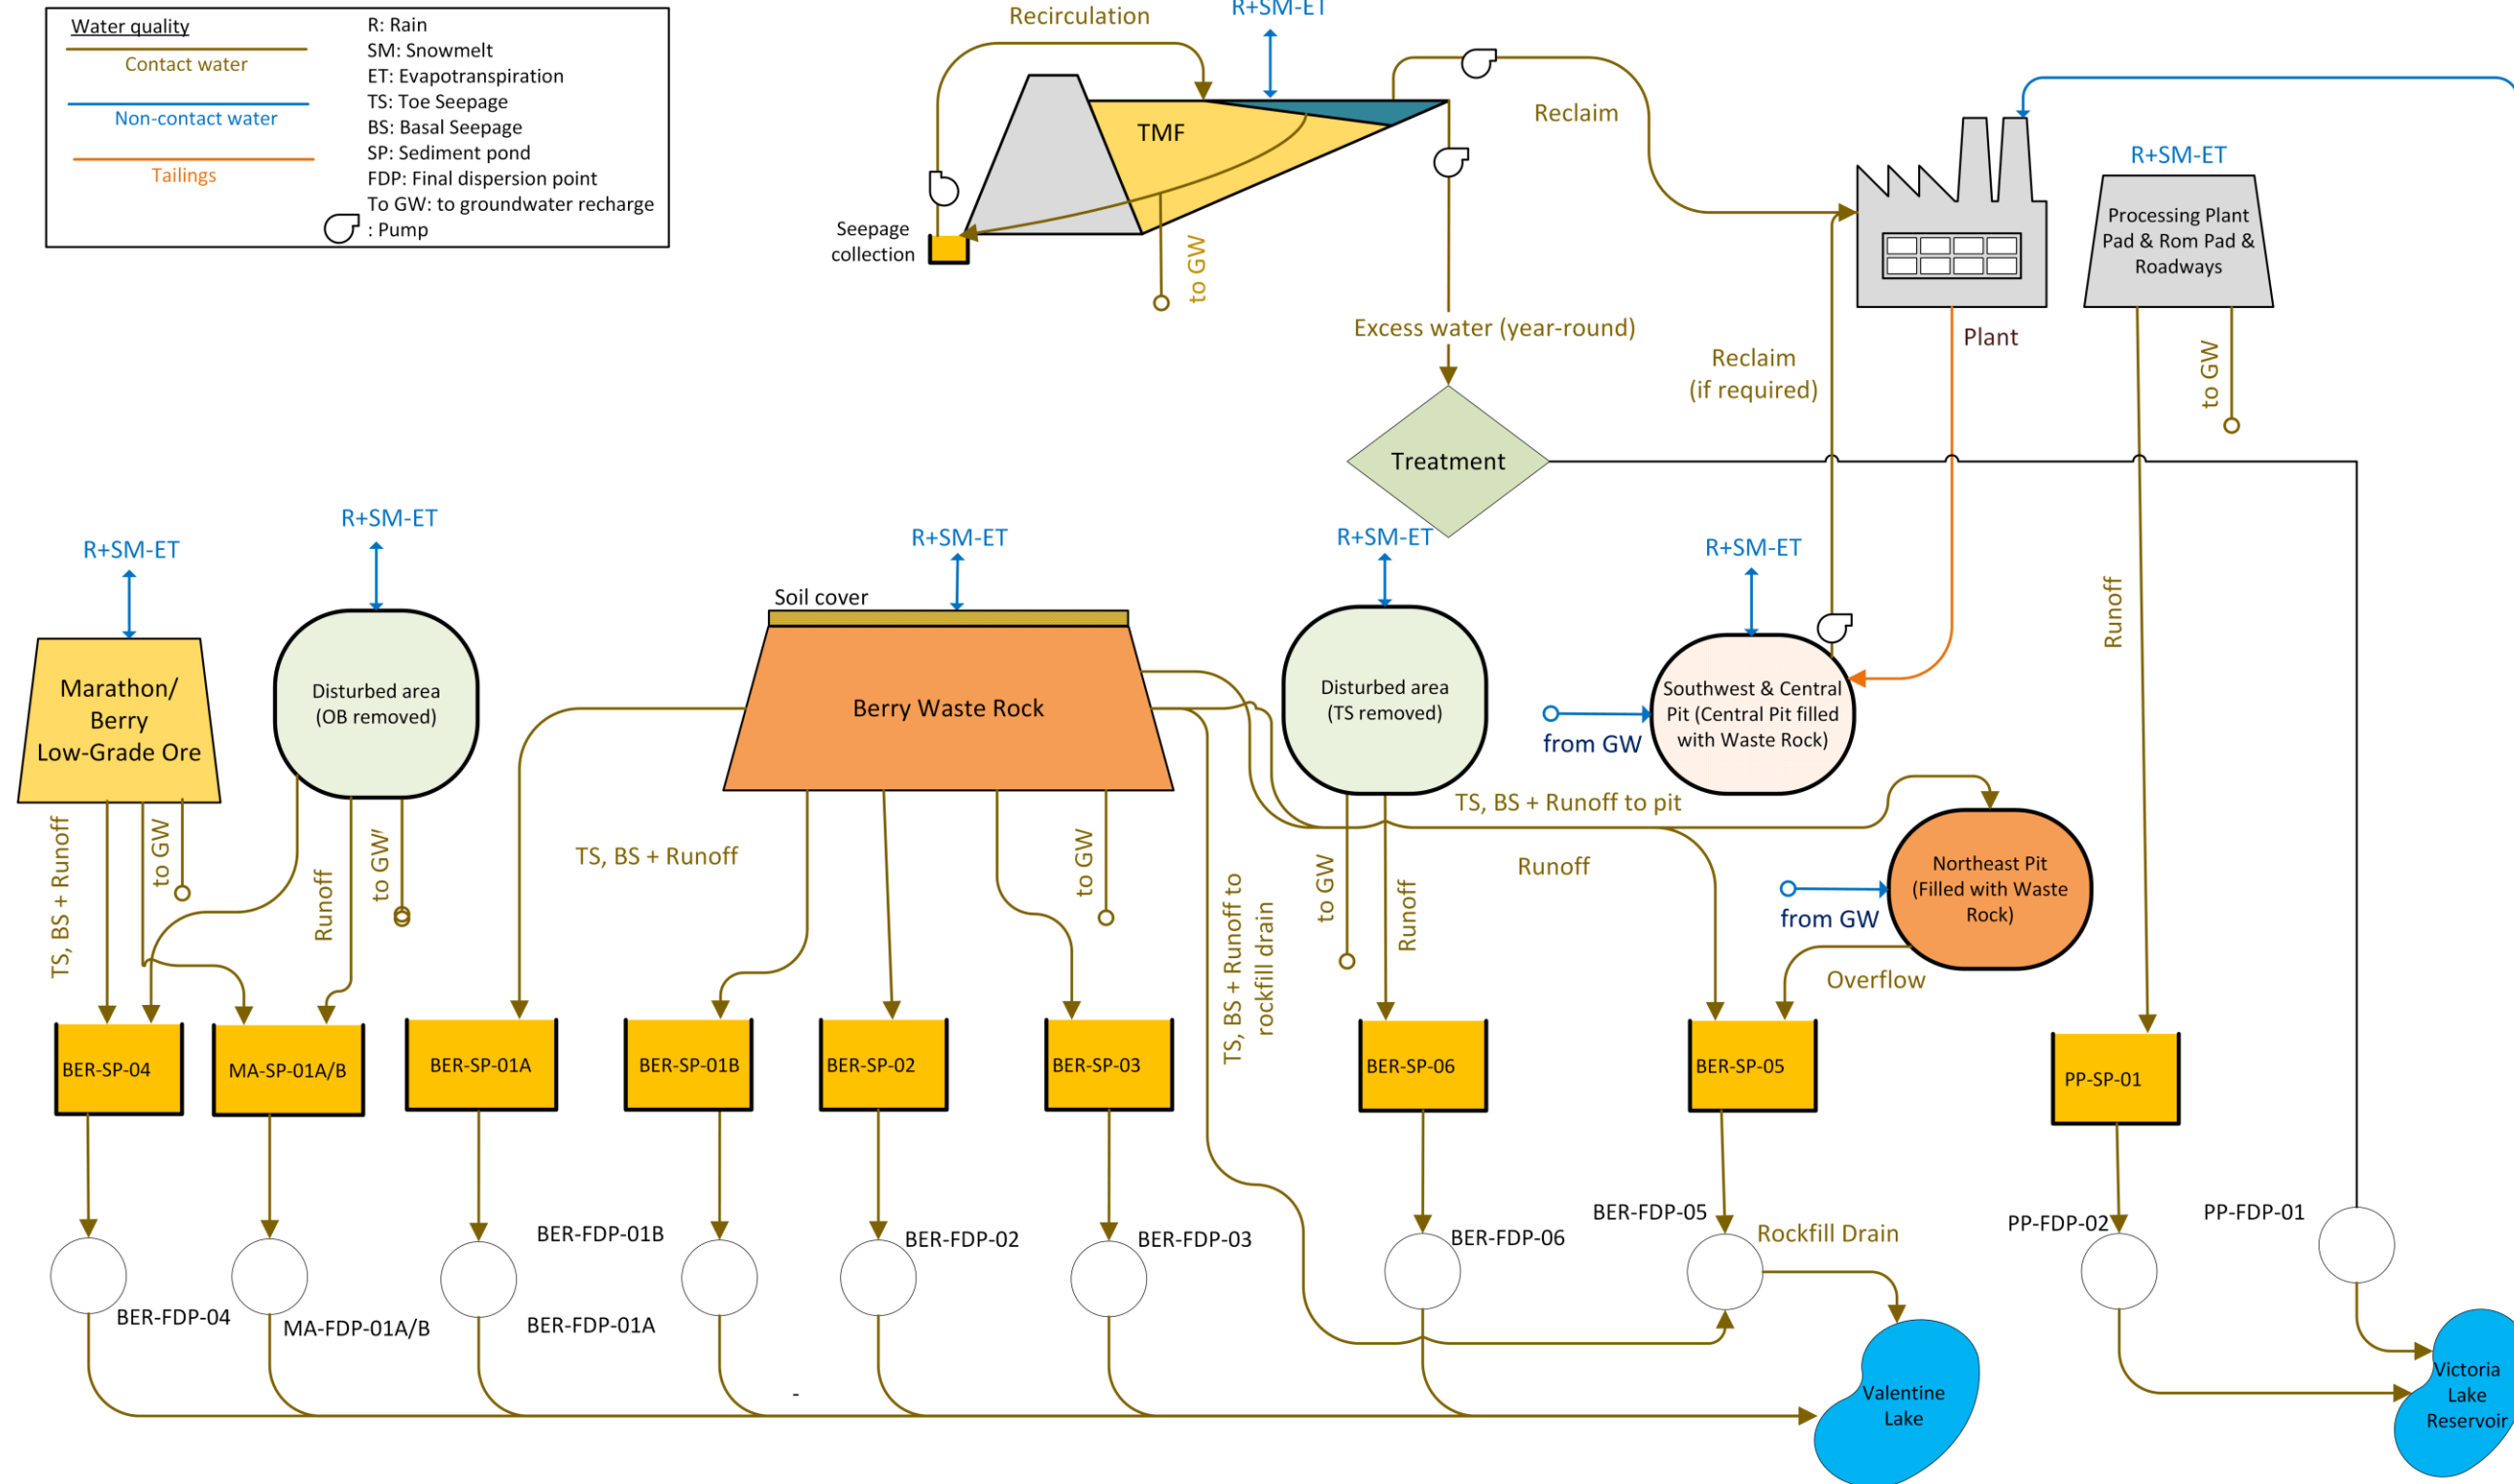 Water quality
Contact water
Non-contact water
Tailings
R: Rain
SM: Snowmelt
ET: Evapotranspiration
TS: Toe Seepage
BS: Basal Seepage
SP: Sediment pond
FDP: Final dispersion point
To GW: to groundwater recharge
: Pump
Recirculation
R+SM-ET
TMF
Reclaim
Seepage
collection
to GW
Excess water (year-round)
Reclaim
(if required)
Plant
R+SM-ET
Processing Plant
Pad & Rom Pad &
Roadways
to GW
Treatment
R+SM-ET
R+SM-ET
R+SM-ET
R+SM-ET
R+SM-ET
Soil cover
Marathon/
Berry
Low-Grade Ore
Disturbed area
(OB removed)
Berry Waste Rock
Disturbed area
(TS removed)
Southwest & Central
Pit (Central Pit filled
with Waste Rock)
from GW
Runoff
TS, BS + Runoff
to GW
Runoff
to GW'
TS, BS + Runoff
to GW
TS, BS + Runoff to
rockfill drain
to GW
Runoff
TS, BS + Runoff to pit
Runoff
Northeast Pit
(Filled with Waste
Rock)
from GW
Overflow
BER-SP-04
MA-SP-01A/B
BER-SP-01A
BER-SP-01B
BER-SP-02
BER-SP-03
BER-SP-06
BER-SP-05
PP-SP-01
BER-FDP-04
MA-FDP-01A/B
BER-FDP-01B
BER-FDP-01A
BER-FDP-02
BER-FDP-03
BER-FDP-06
BER-FDP-05
Rockfill Drain
PP-FDP-02
PP-FDP-01
-
Valentine
Lake
Victoria
Lake
Reservoir